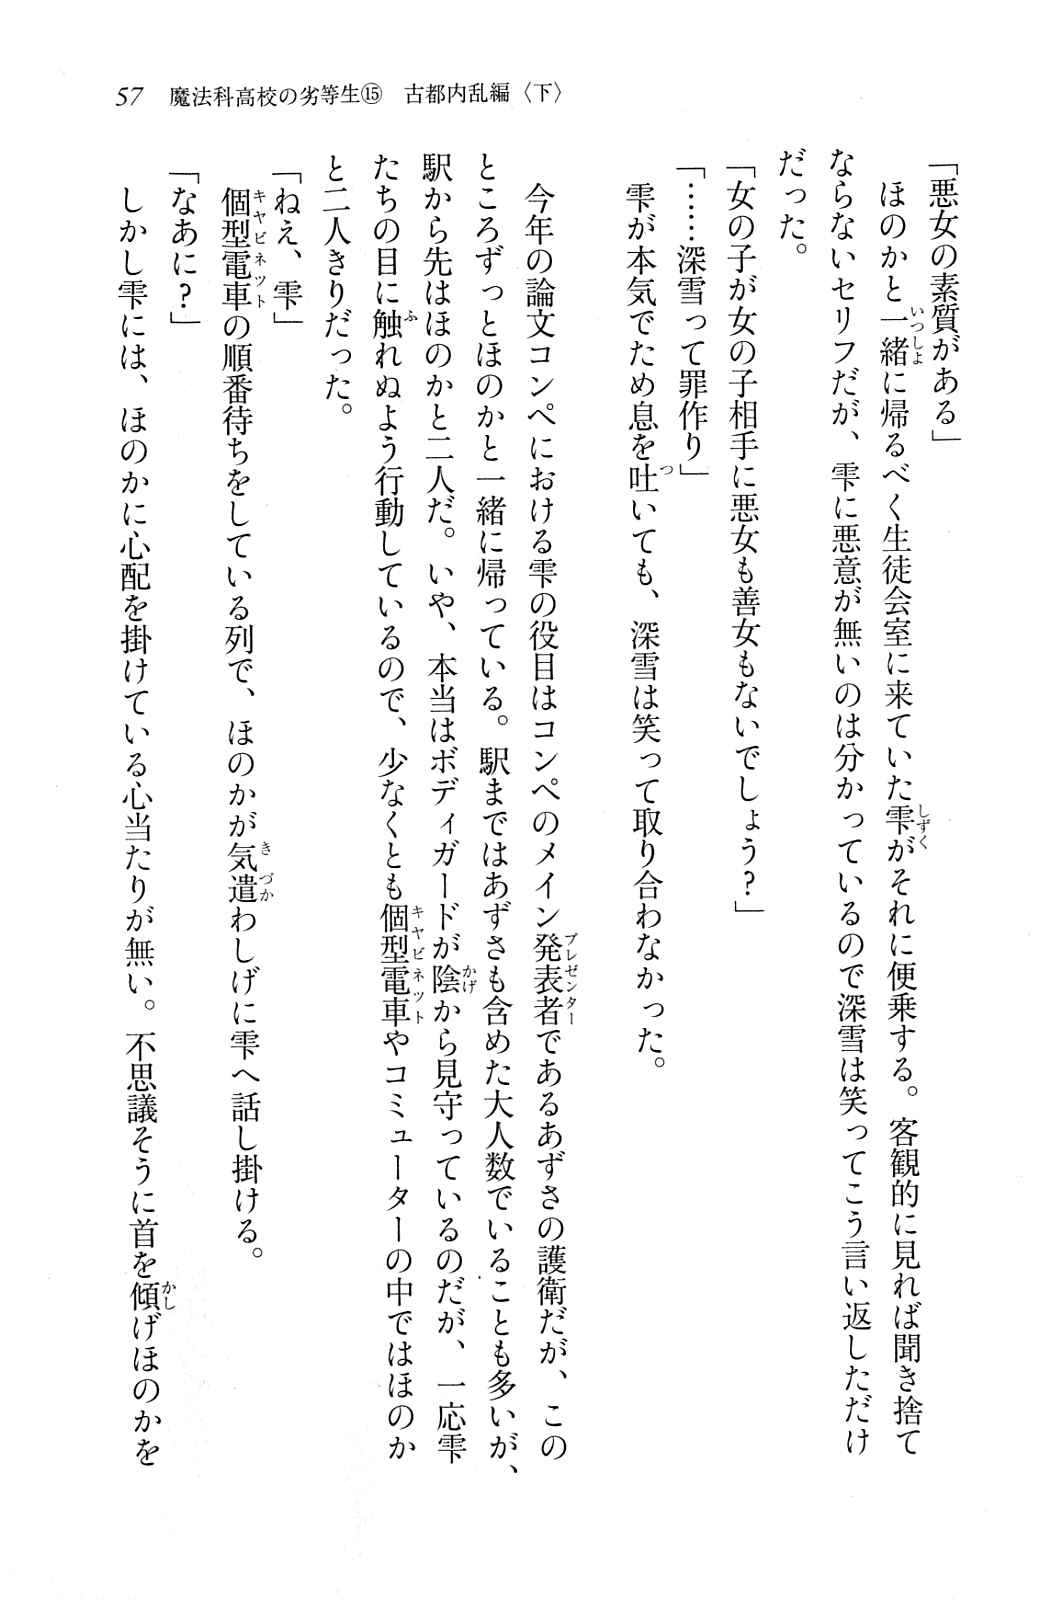 57　魔法科高校の劣等生⑮　古都内乱編〈下〉
「悪女の素質がある」
　ほのかと一緒に帰るべく生徒会室に来ていた雫がそれに便乗する。客観的に見れば聞き捨て
ならないセリフだが、雫に悪意が無いのは分かっているので深雪は笑ってこう言い返しただけ
だった。
「女の子が女の子相手に悪女も善女もないでしょう？」
「……深雪って罪作り」
　雫が本気でため息を吐いても、深雪は笑って取り合わなかった。
　今年の論文コンペにおける雫の役目はコンペのメイン発表者であるあずさの護衛だが、この
ところずっとほのかと一緒に帰っている。駅まではあずさも含めた大人数でいることも多いが、
駅から先はほのかと二人だ。いや、本当はボディガードが陰から見守っているのだが、一応雫
たちの目に触れぬよう行動しているので、少なくとも個型電車やコミューターの中ではほのか
と二人きりだった。
「ねえ、雫」
　個型電車の順番待ちをしている列で、ほのかが気遣わしげに雫へ話し掛ける。
「なあに？」
　しかし雫には、ほのかに心配を掛けている心当たりが無い。不思議そうに首を傾げほのかを